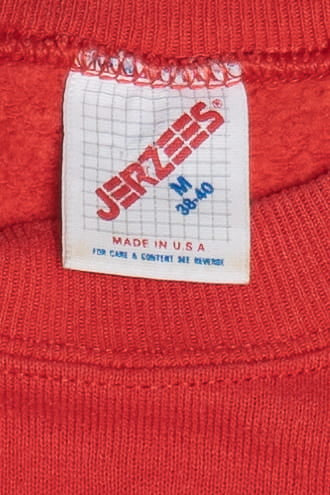 JERZEES
M
38-40
MADE IN U.S.A
FOR CARE & CONTENT SEE REVERSE